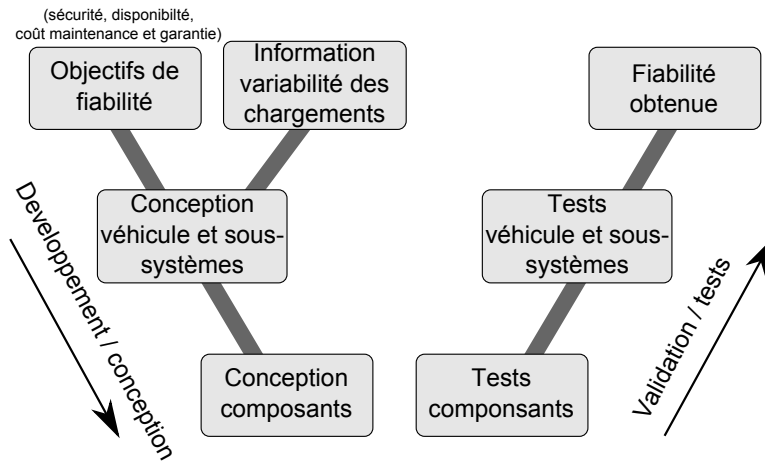 (sécurité, disponibilté,
coût maintenance et garantie)
Objectifs de
fiabilité
Information
variabilité des
chargements
Fiabilité
obtenue
Conception
véhicule et sous-
systèmes
Tests
véhicule et sous-
systèmes
Developpement / conception
Validation / tests
Conception
composants
Tests
componsants